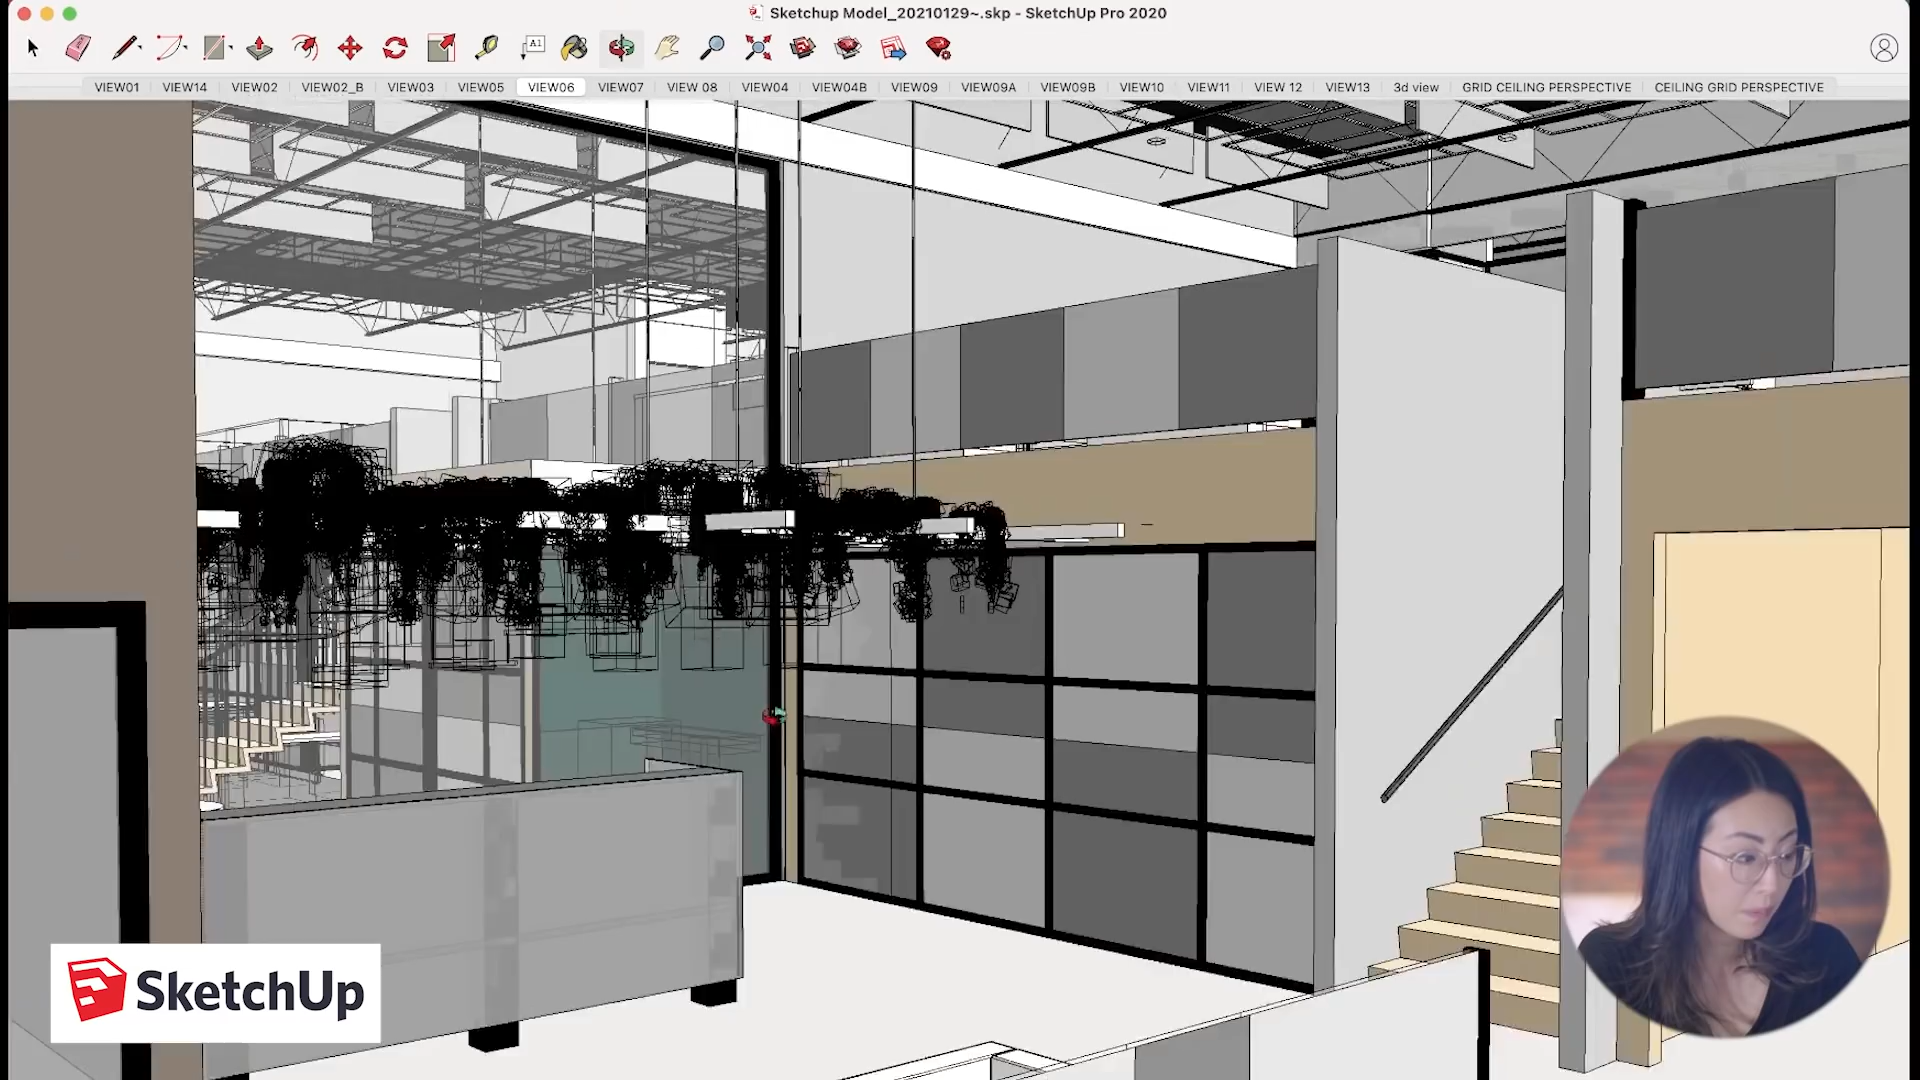 Sketchup Model_20210129~.skp - SketchUp Pro 2020
A1
VIEW01 VIEW14 VIEW02 VIEW02_B VIEW03 VIEW05 VIEW06 VIEW07 VIEW 08 VIEW04 VIEW04B VIEW09 VIEW09A VIEW09B VIEW10 VIEW11 VIEW 12 VIEW13 3d view GRID CEILING PERSPECTIVE CEILING GRID PERSPECTIVE
SketchUp